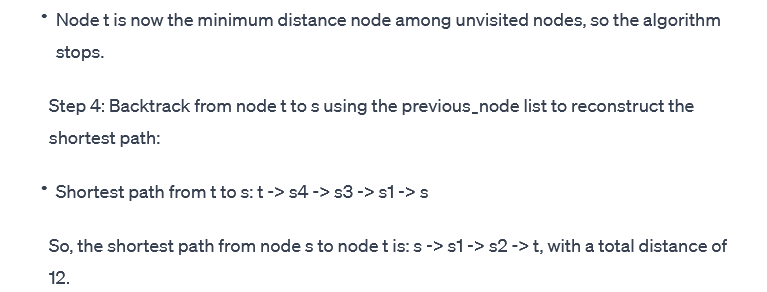 • Node t is now the minimum distance node among unvisited nodes, so the algorithm
stops.
Step 4: Backtrack from node t to s using the previous_node list to reconstruct the
shortest path:
• Shortest path from t to s: t -> s4 -> s3 -> s1 -> s
So, the shortest path from node s to node t is: s -> s1 -> s2 -> t, with a total distance of
12.